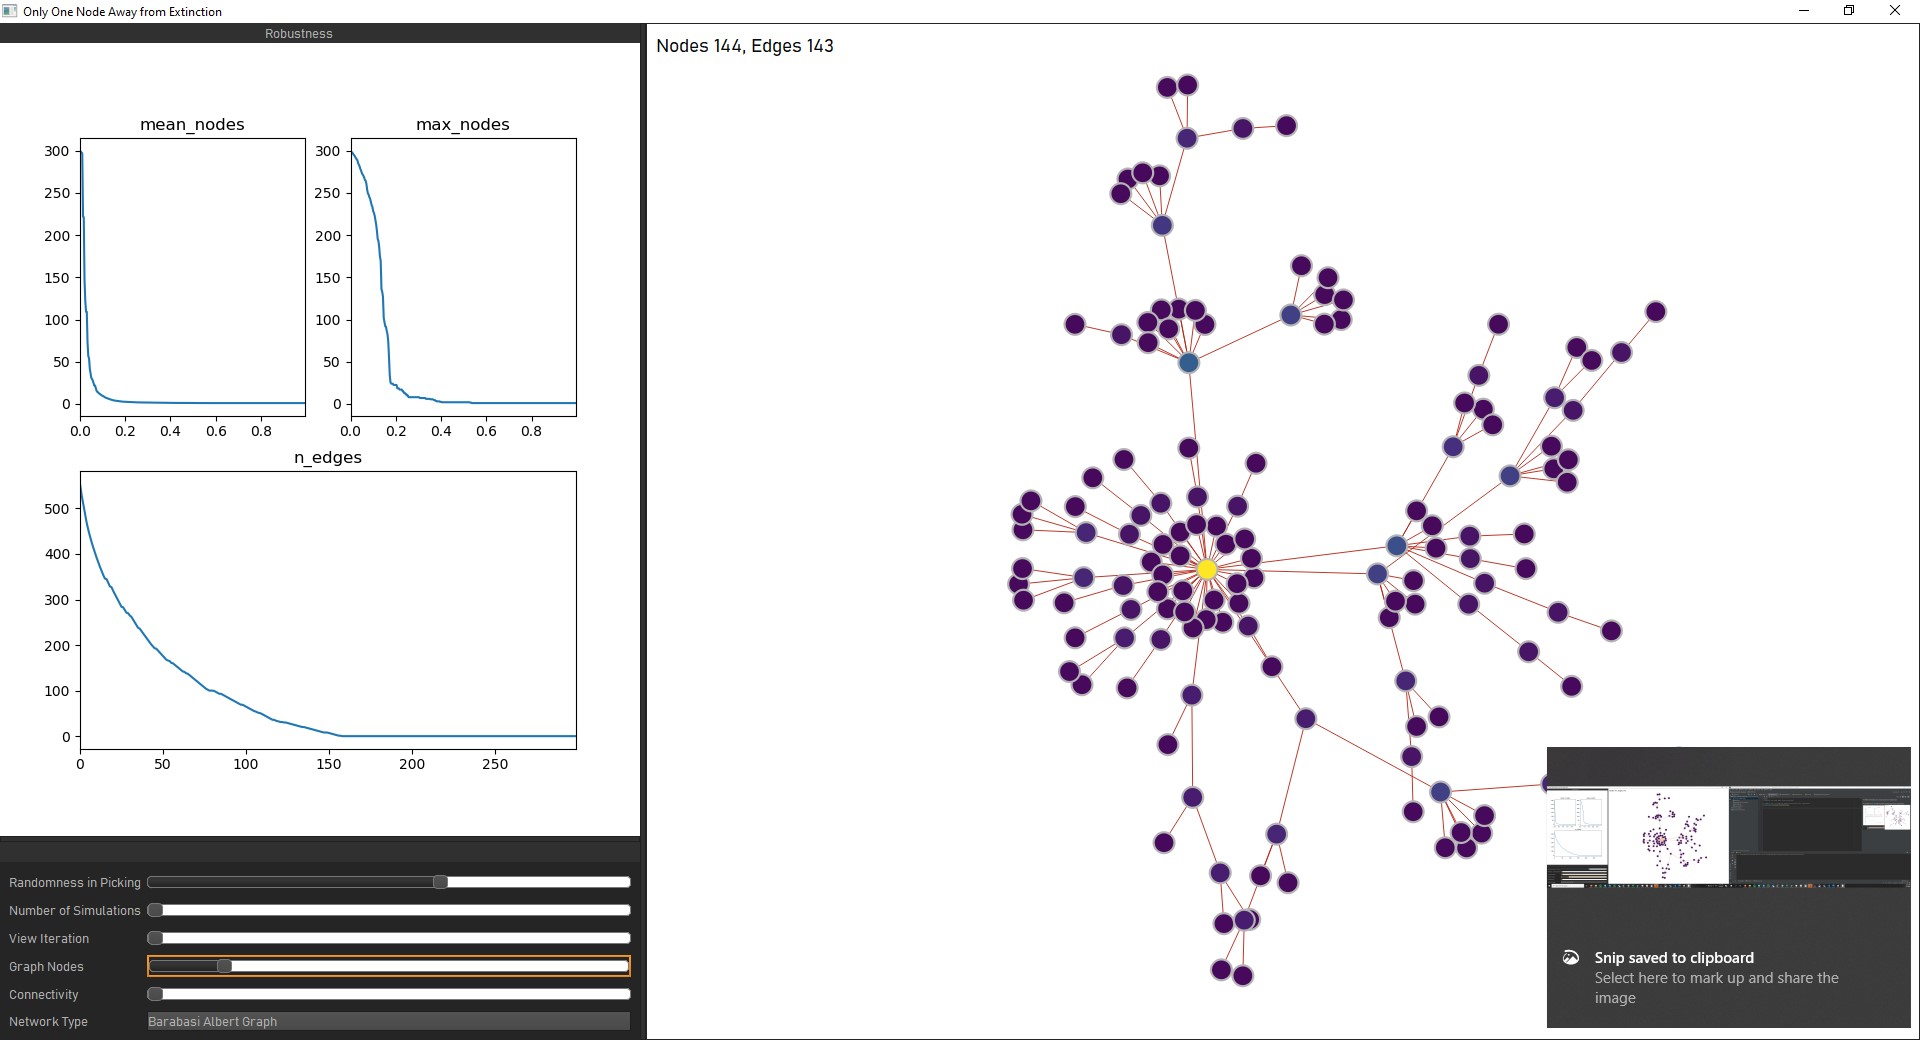 Only One Node Away from Extinction
Robustness
Nodes 144, Edges 143
mean_nodes
300
250
200
150
100
50
0
0.0 0.2 0.4 0.6 0.8
max_nodes
300
250
200
150
100
50
0
0.0 0.2 0.4 0.6 0.8
n_edges
500
400
300
200
100
0
0 50 100 150 200 250
Randomness in Picking
Number of Simulations
View Iteration
Graph Nodes
Connectivity
Network Type Barabasi Albert Graph
Snip saved to clipboard
Select here to mark up and share the
image